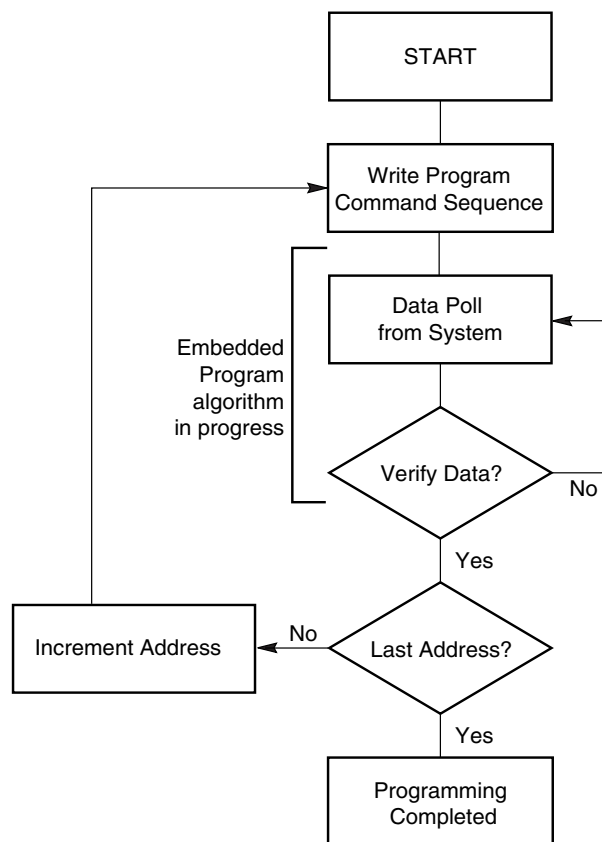 START
Write Program
Command Sequence
Data Poll
from System
Embedded
Program
algorithm
in progress
Verify Data?
No
Yes
Increment Address
No
Last Address?
Yes
Programming
Completed